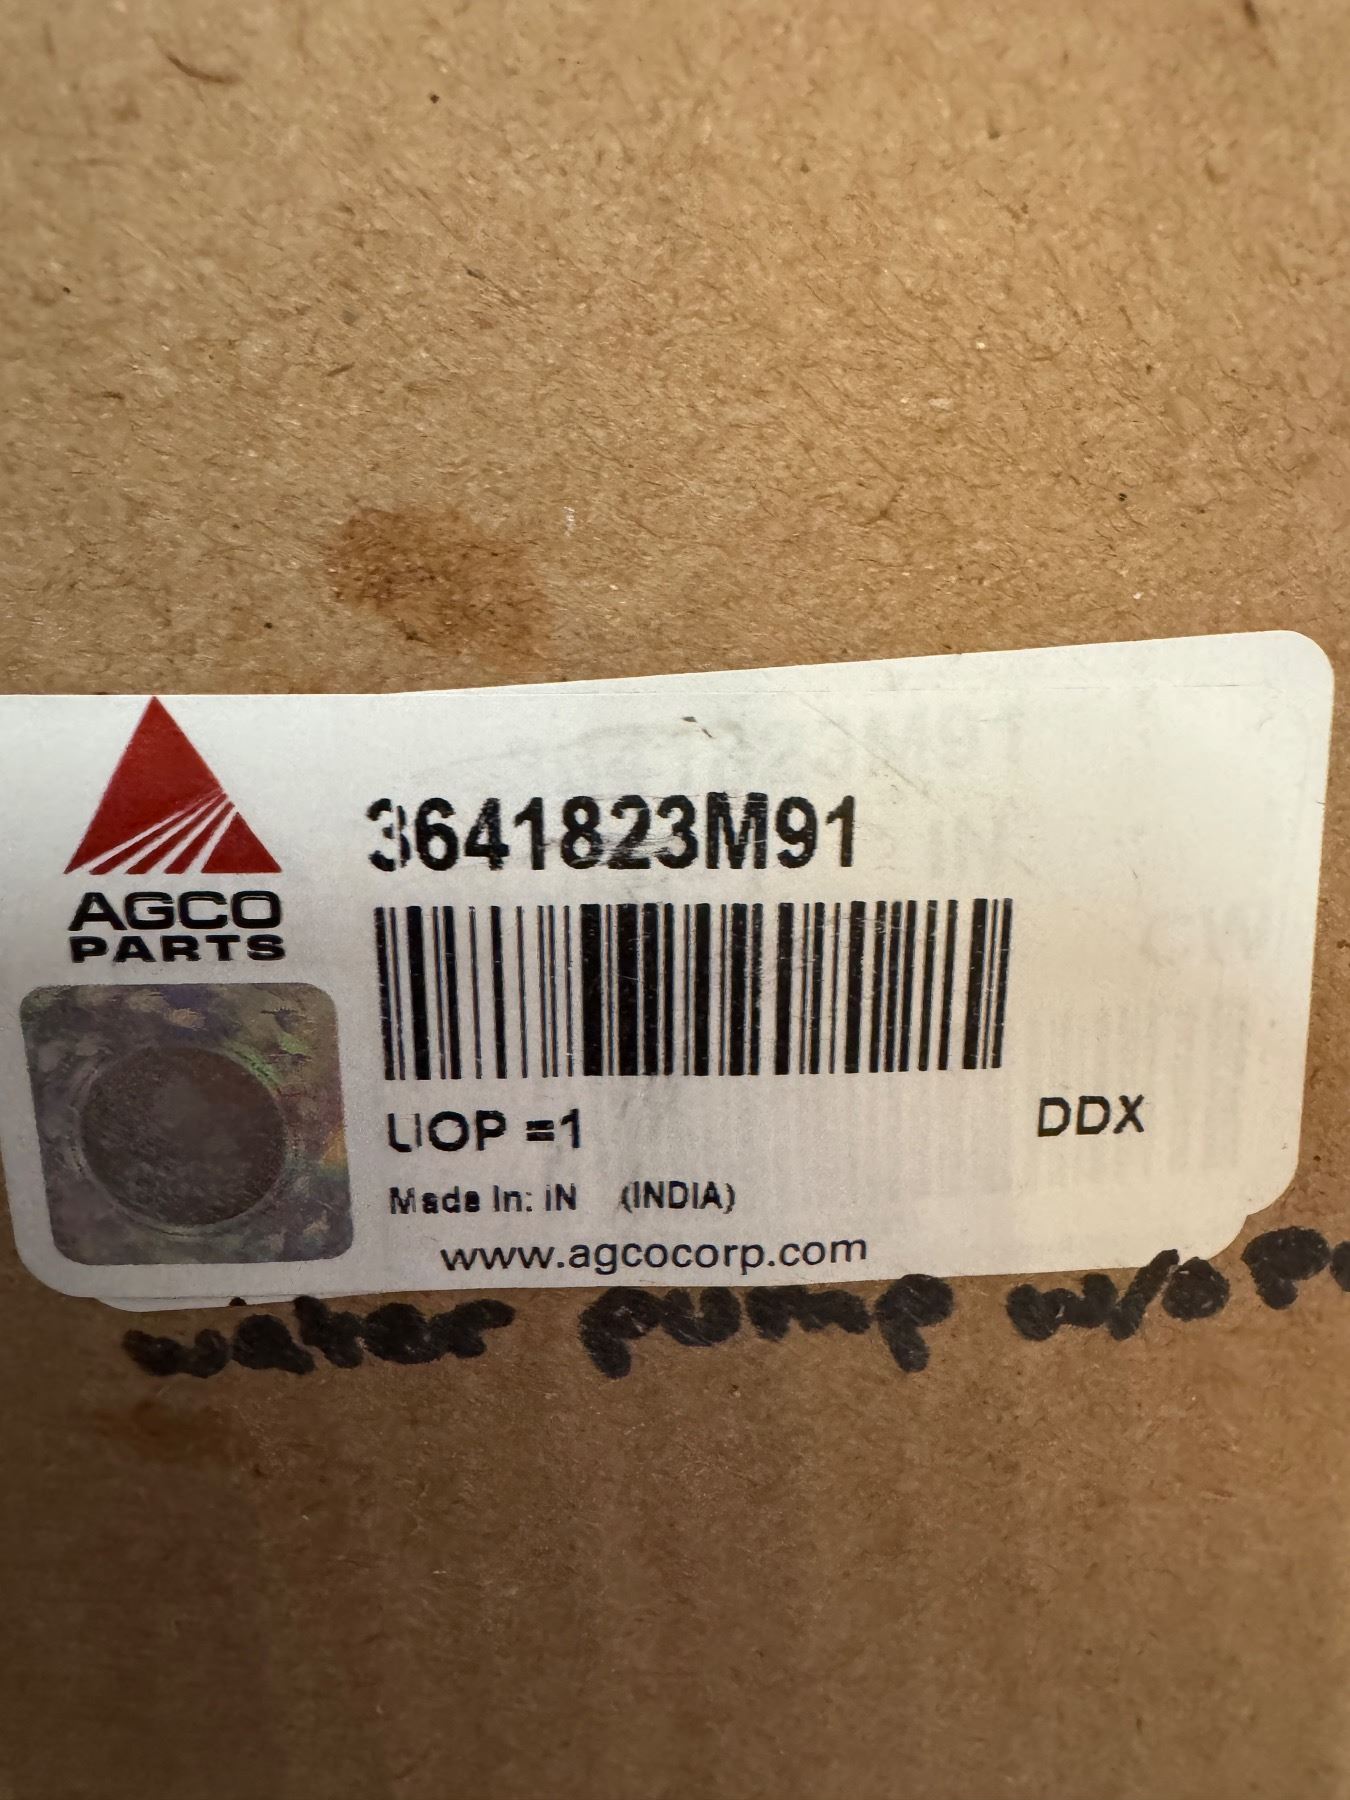 3641823M91
AGCO
PARTS
UOP =1
DDX
Made In: IN (INDIA)
www.agcocorp.com
water pump w/o